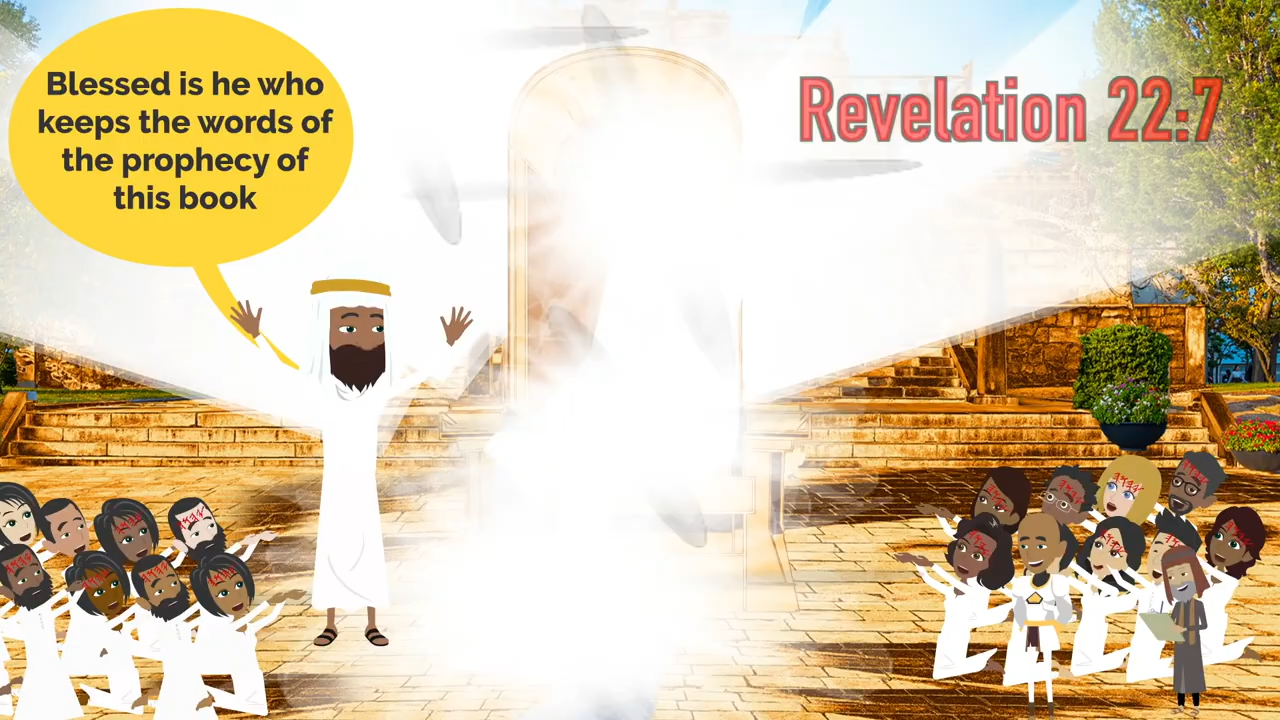 Blessed is he who
keeps the words of
the prophecy of
this book
Revelation 22:7